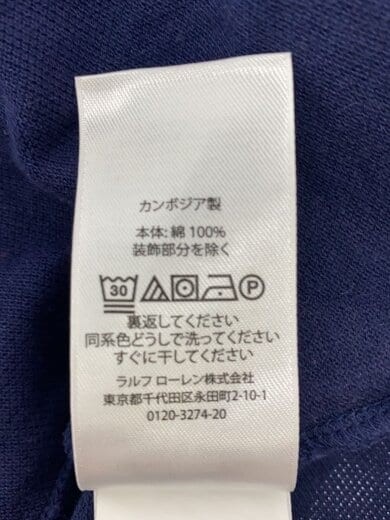 カンボジア製
本体: 綿 100%
装飾部分を除く
30 P
裏返してください
同系色どうしで洗ってください
すぐに干してください
ラルフ ローレン株式会社
東京都千代田区永田町2-10-1
0120-3274-20